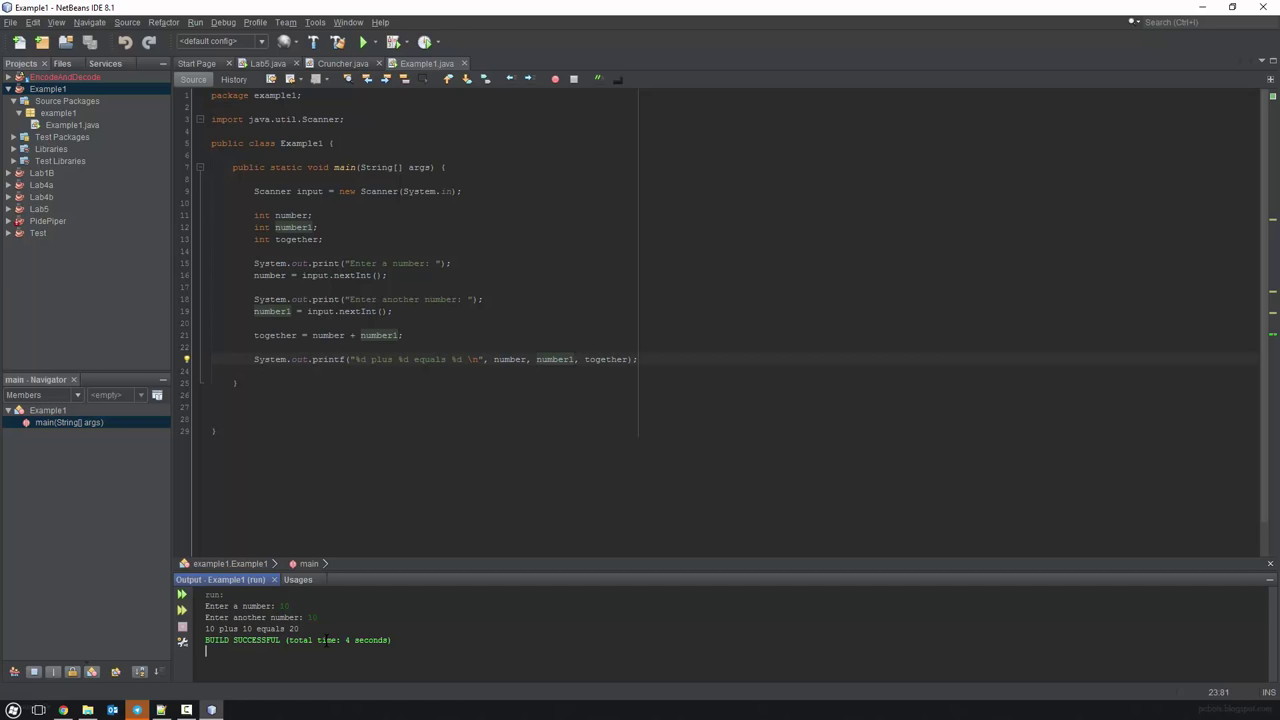 Example1 - NetBeans IDE 8.1
File Edit View Navigate Source Refactor Run Debug Profile Team Tools Window Help
Search (Ctrl+I)
<default config>
Projects Files Services
Start Page Lab5.java Cruncher.java Example1.java
Source History
EncodeAndDecode
Example1
Source Packages
example1
Example1.java
Test Packages
Libraries
Test Libraries
Lab1B
Lab4a
Lab4b
Lab5
PidePiper
Test
1 package example1;
2
3 import java.util.Scanner;
4
5 public class Example1 {
6
7 public static void main(String[] args) {
8
9 Scanner input = new Scanner(System.in);
10
11 int number;
12 int number1;
13 int together;
14
15 System.out.print("Enter a number: ");
16 number = input.nextInt();
17
18 System.out.print("Enter another number: ");
19 number1 = input.nextInt();
20
21 together = number + number1;
22
System.out.printf("%d plus %d equals %d \n", number, number1, together);
24
25 }
26
27
28
29 }
main - Navigator
Members <empty>
Example1
main(String[] args)
example1.Example1 main
Output - Example1 (run) Usages
run:
Enter a number: 10
Enter another number: 10
10 plus 10 equals 20
BUILD SUCCESSFUL (total time: 4 seconds)
23:81 INS
pcbots.blogspot.com